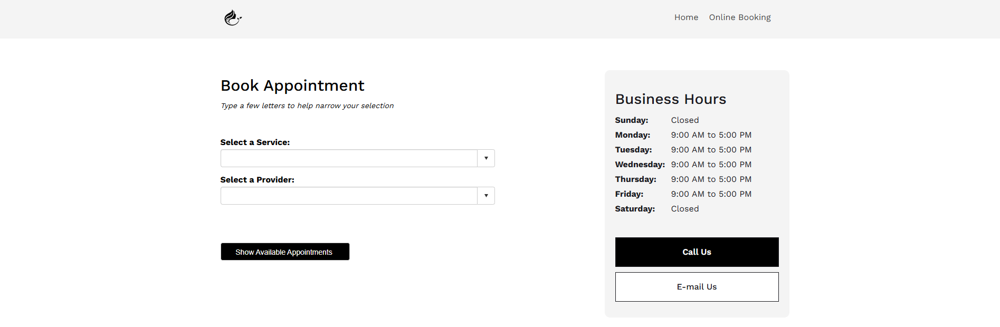 Home Online Booking
Book Appointment
Type a few letters to help narrow your selection
Select a Service:
Select a Provider:
Show Available Appointments
Business Hours
Sunday: Closed
Monday: 9:00 AM to 5:00 PM
Tuesday: 9:00 AM to 5:00 PM
Wednesday: 9:00 AM to 5:00 PM
Thursday: 9:00 AM to 5:00 PM
Friday: 9:00 AM to 5:00 PM
Saturday: Closed
Call Us
E-mail Us